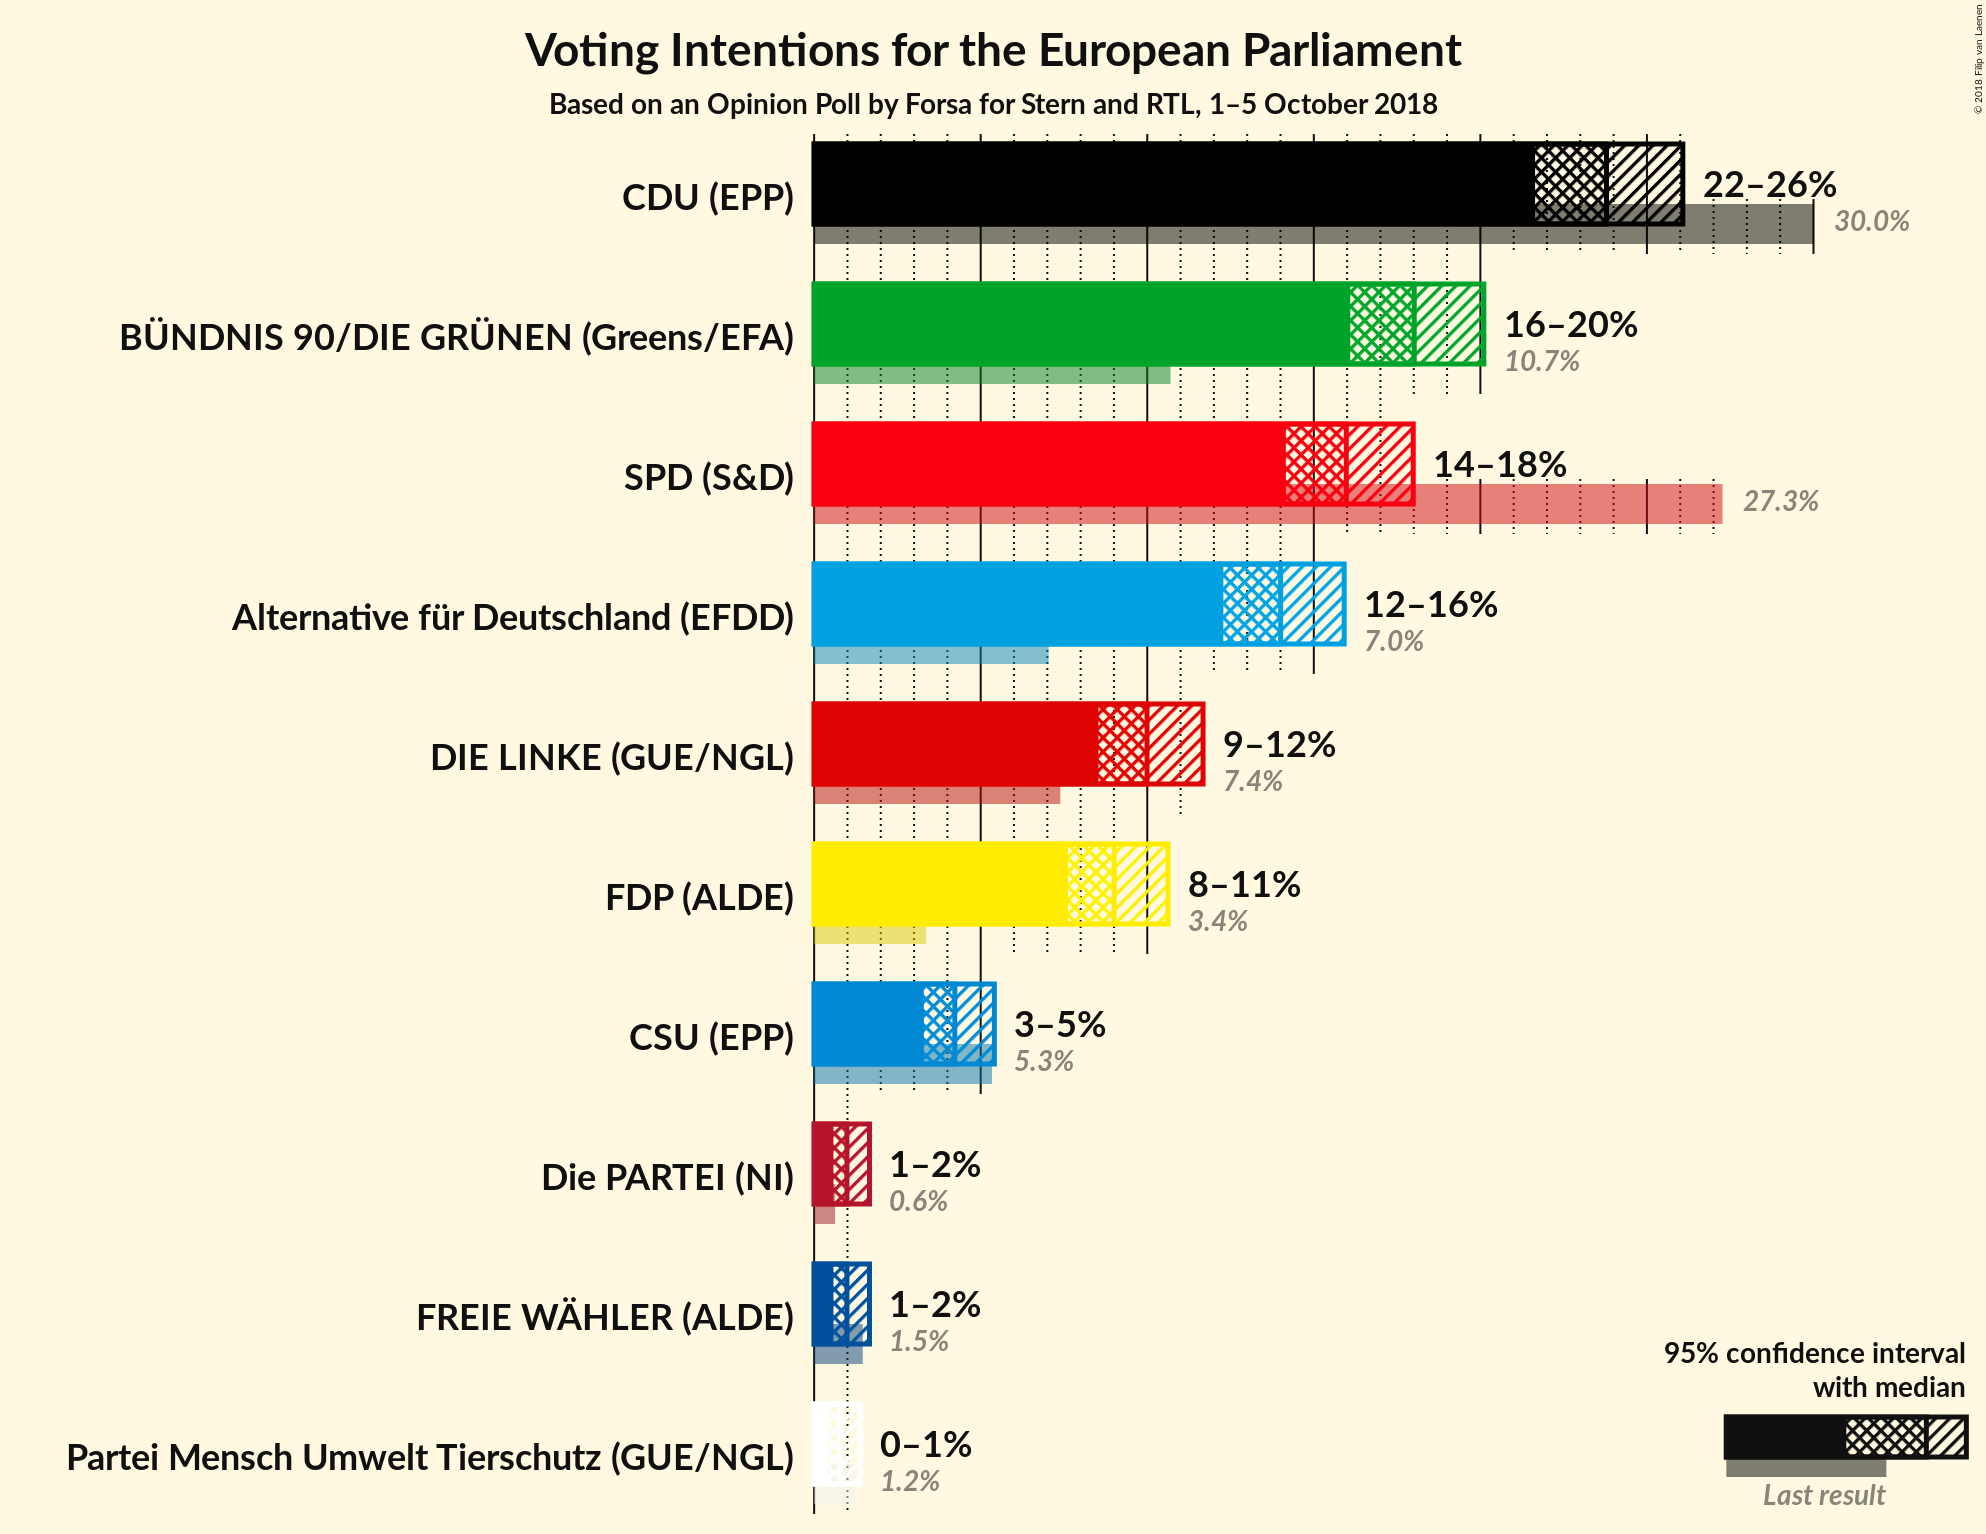 © 2018 Filip van Laenen
Voting Intentions for the European Parliament
Based on an Opinion Poll by Forsa for Stern and RTL, 1–5 October 2018
CDU (EPP)
22–26%
30.0%
BÜNDNIS 90/DIE GRÜNEN (Greens/EFA)
16–20%
10.7%
SPD (S&D)
14–18%
27.3%
Alternative für Deutschland (EFDD)
12–16%
7.0%
DIE LINKE (GUE/NGL)
9–12%
7.4%
FDP (ALDE)
8–11%
3.4%
CSU (EPP)
3–5%
5.3%
Die PARTEI (NI)
1–2%
0.6%
FREIE WÄHLER (ALDE)
1–2%
1.5%
Partei Mensch Umwelt Tierschutz (GUE/NGL)
0–1%
1.2%
95% confidence interval
with median
Last result